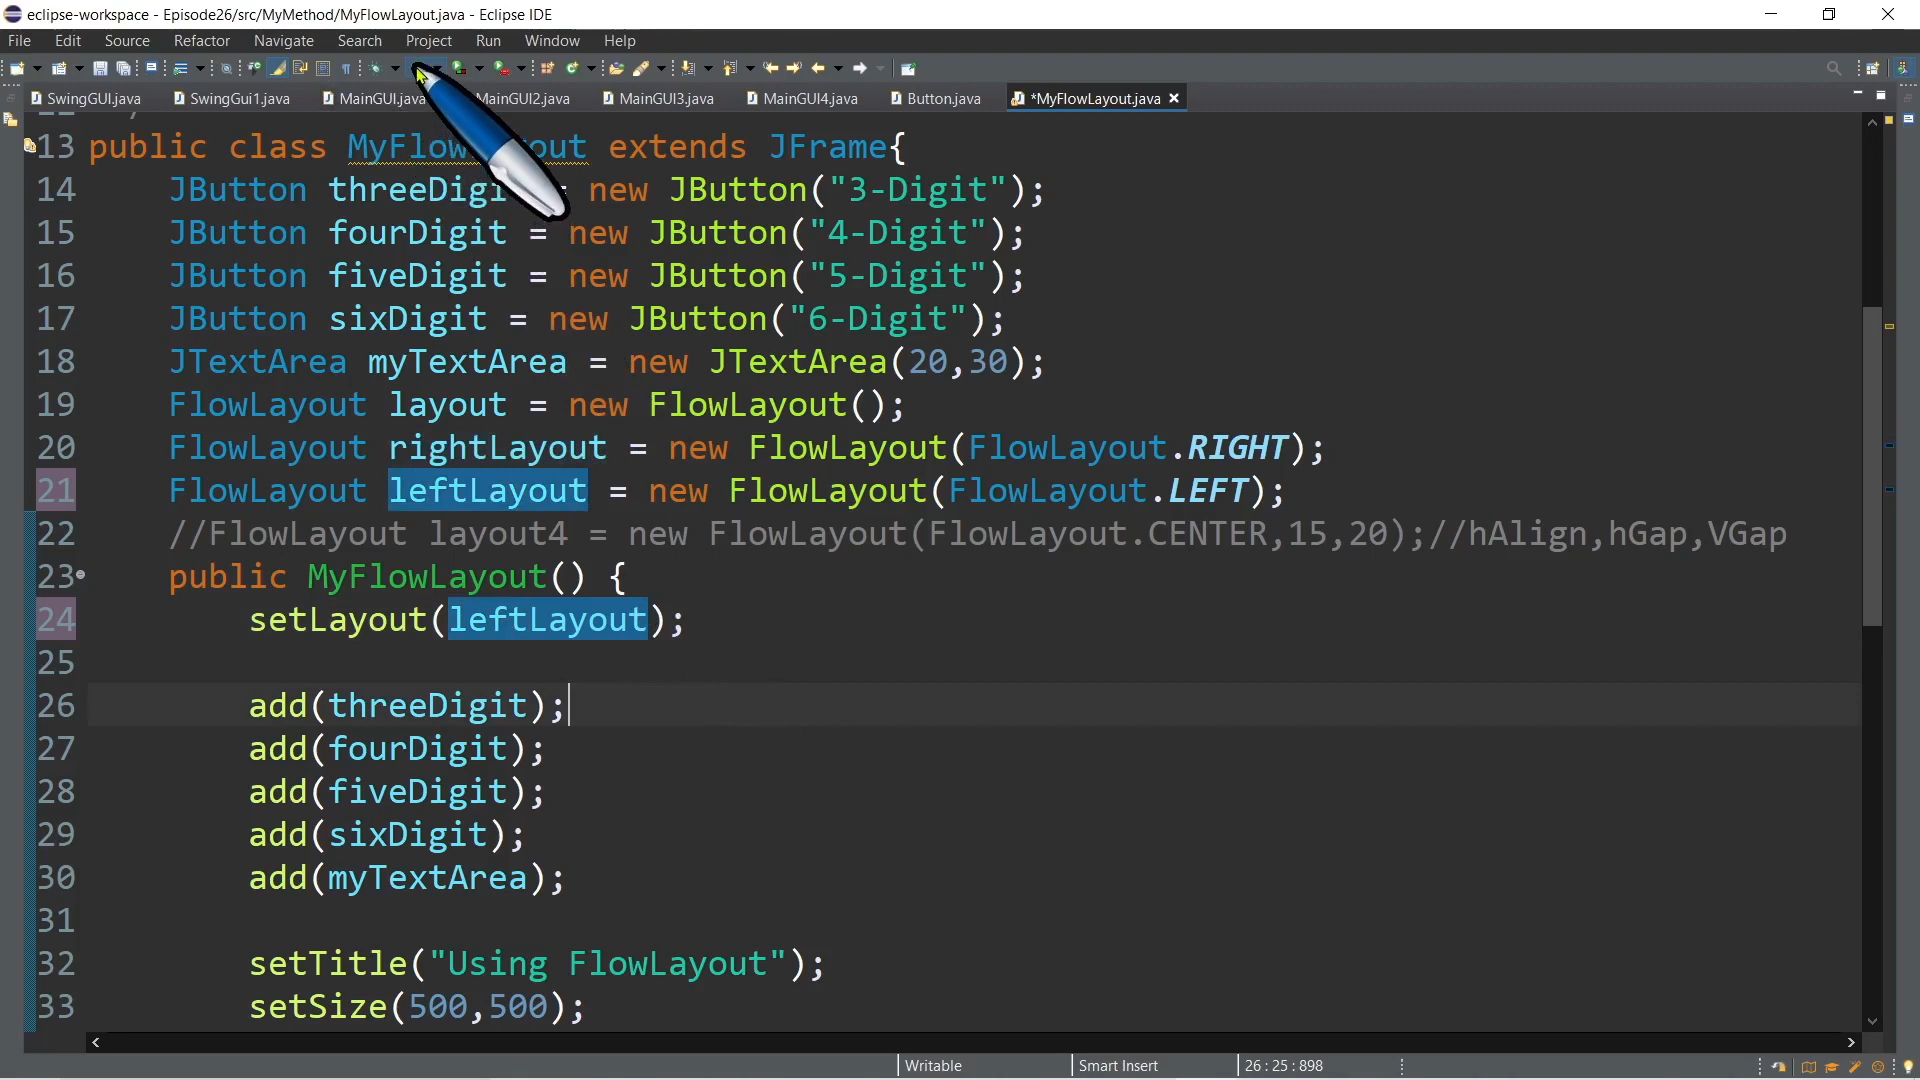 eclipse-workspace - Episode26/src/MyMethod/MyFlowLayout.java - Eclipse IDE
File Edit Source Refactor Navigate Search Project Run Window Help
SwingGUI.java SwingGui1.java MainGUI.java MainGUI2.java MainGUI3.java MainGUI4.java Button.java *MyFlowLayout.java
13 public class MyFlowLayout extends JFrame{
14 JButton threeDigit = new JButton("3-Digit");
15 JButton fourDigit = new JButton("4-Digit");
16 JButton fiveDigit = new JButton("5-Digit");
17 JButton sixDigit = new JButton("6-Digit");
18 JTextArea myTextArea = new JTextArea(20,30);
19 FlowLayout layout = new FlowLayout();
20 FlowLayout rightLayout = new FlowLayout(FlowLayout.RIGHT);
21 FlowLayout leftLayout = new FlowLayout(FlowLayout.LEFT);
22 //FlowLayout layout4 = new FlowLayout(FlowLayout.CENTER,15,20);//hAlign,hGap,VGap
23 public MyFlowLayout() {
24 setLayout(leftLayout);
25
26 add(threeDigit);
27 add(fourDigit);
28 add(fiveDigit);
29 add(sixDigit);
30 add(myTextArea);
31
32 setTitle("Using FlowLayout");
33 setSize(500,500);
Writable Smart Insert 26 : 25 : 898